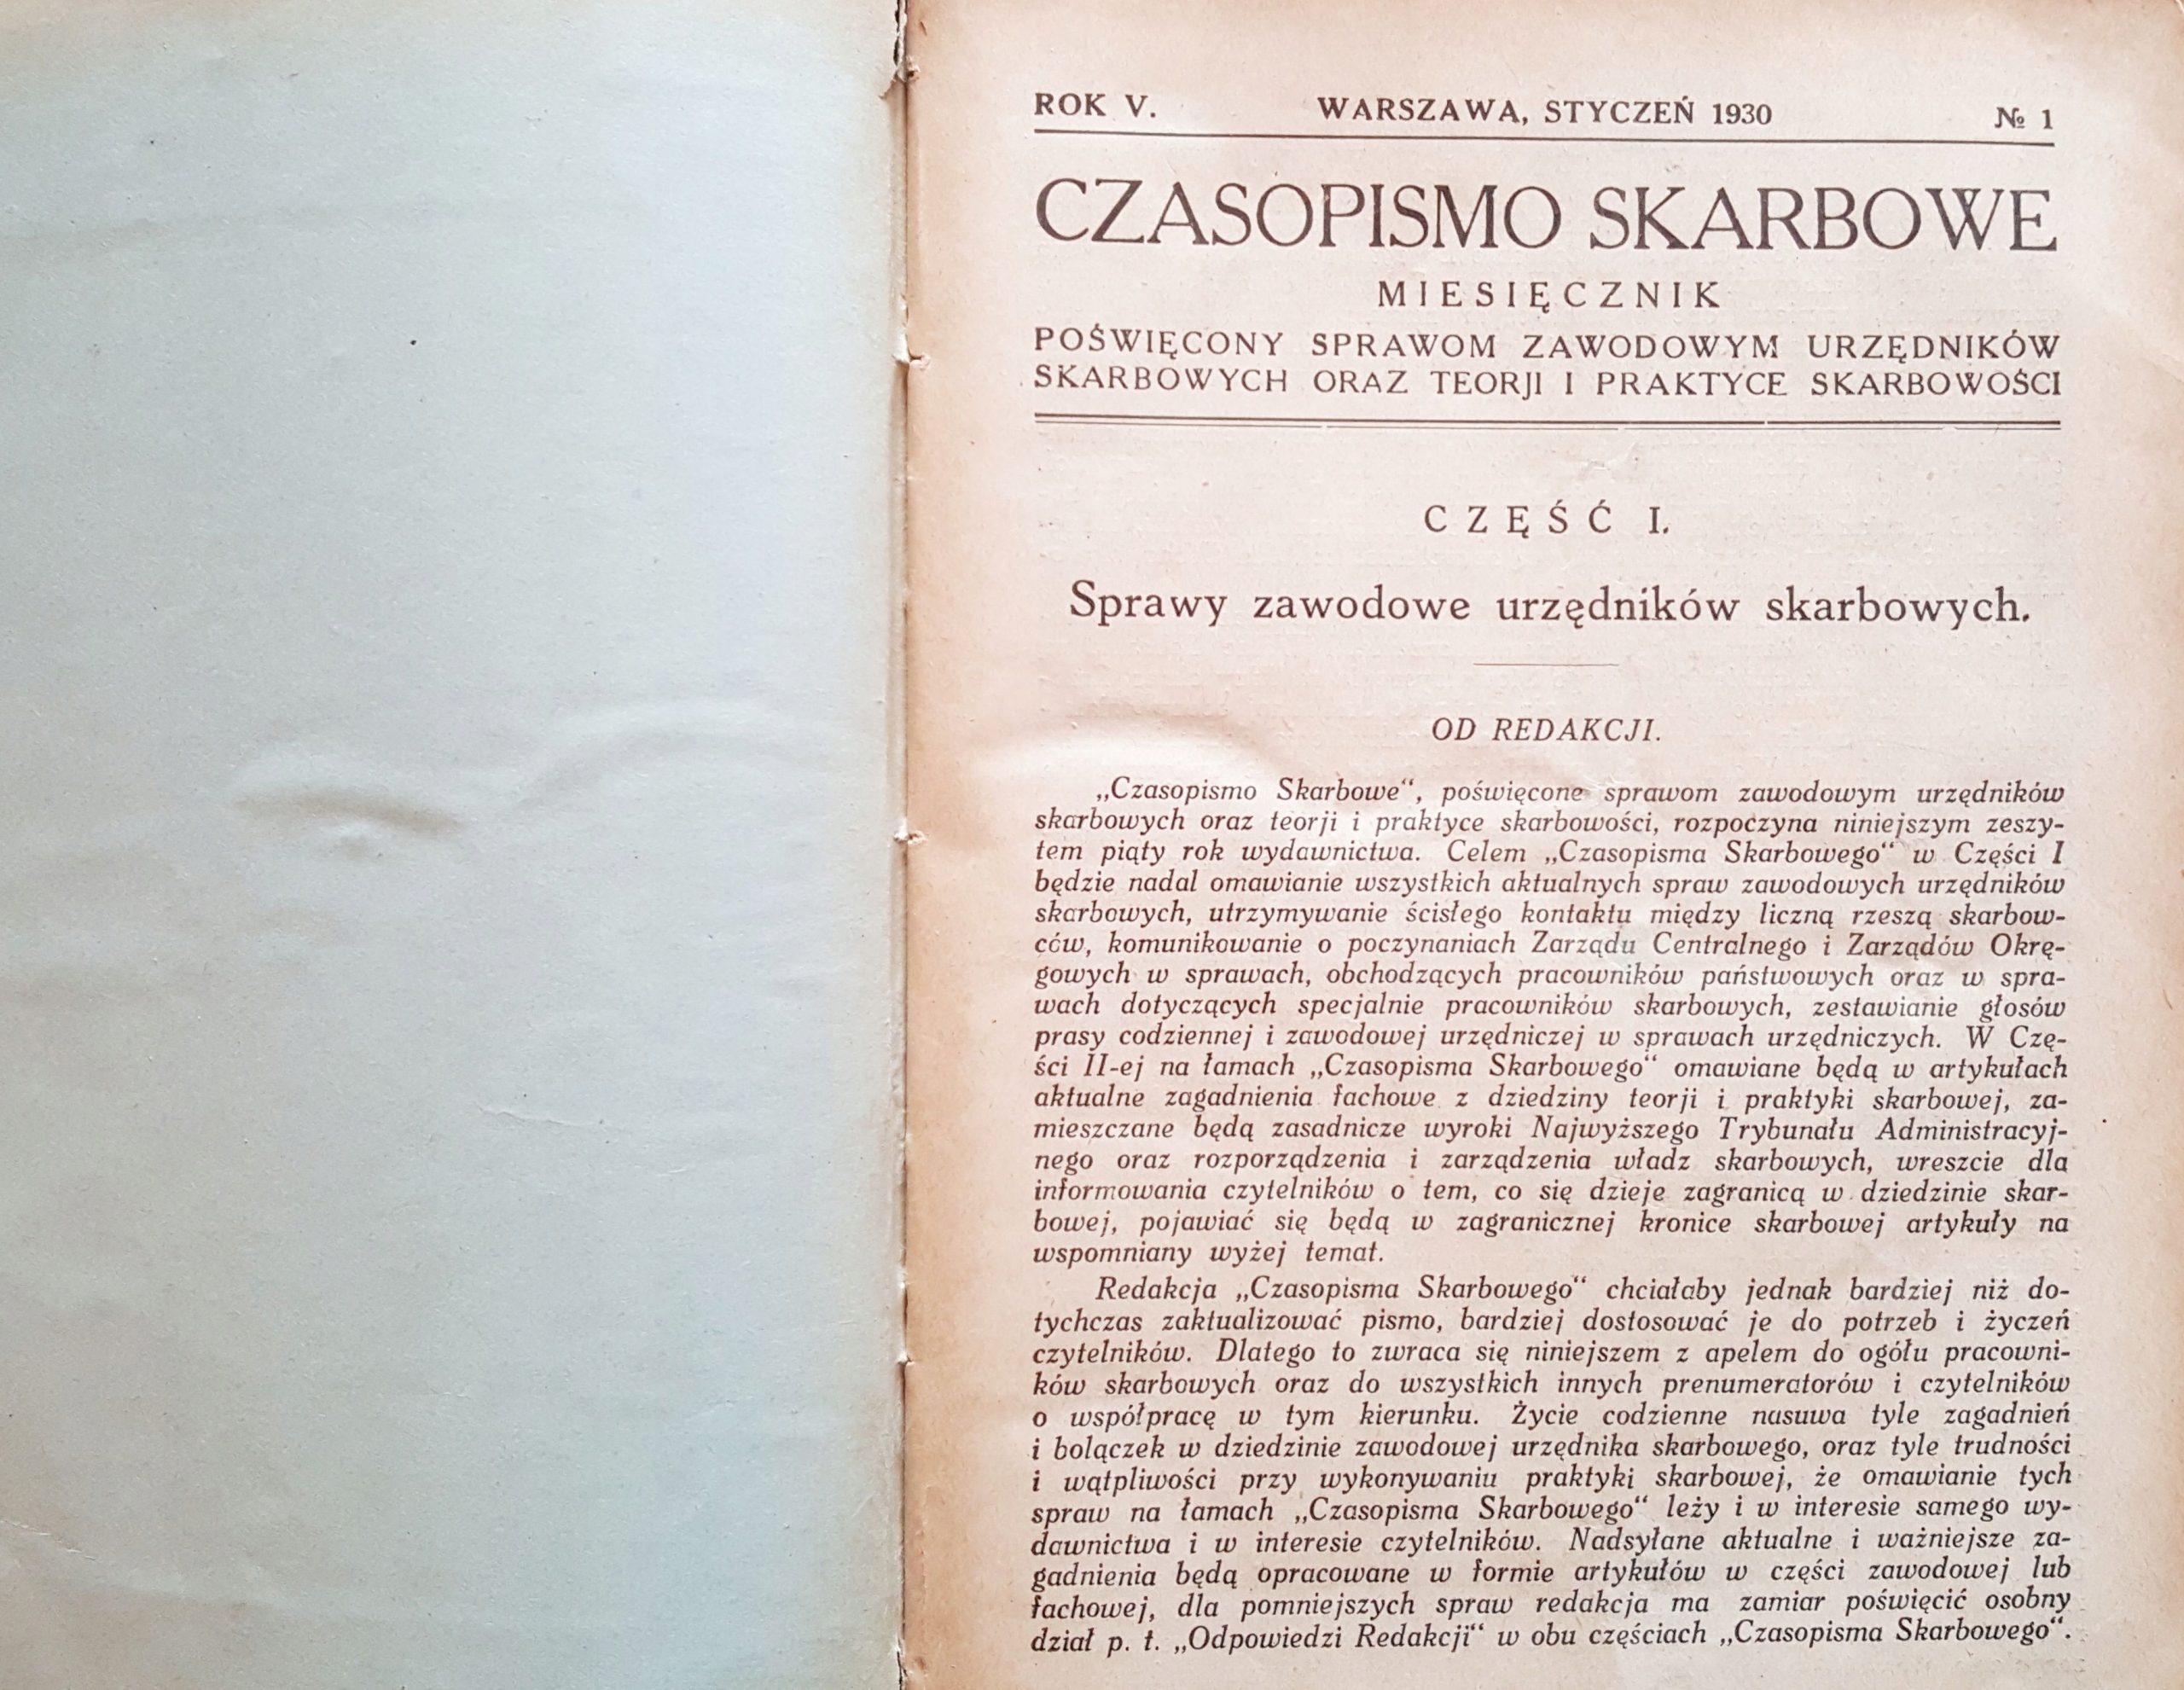 ROK V. WARSZAWA, STYCZEŃ 1930 № 1
CZASOPISMO SKARBOWE
MIESIĘCZNIK
POŚWIĘCONY SPRAWOM ZAWODOWYM URZĘDNIKÓW
SKARBOWYCH ORAZ TEORJI I PRAKTYCE SKARBOWOŚCI
CZĘŚĆ I.
Sprawy zawodowe urzędników skarbowych.
OD REDAKCJI.
„Czasopismo Skarbowe“, poświęcone sprawom zawodowym urzędników
skarbowych oraz teorji i praktyce skarbowości, rozpoczyna niniejszym zeszy-
tem piąty rok wydawnictwa. Celem „Czasopisma Skarbowego“ w Części I
będzie nadal omawianie wszystkich aktualnych spraw zawodowych urzędników
skarbowych, utrzymywanie ścisłego kontaktu między liczną rzeszą skarbow-
ców, komunikowanie o poczynaniach Zarządu Centralnego i Zarządów Okrę-
gowych w sprawach, obchodzących pracowników państwowych oraz w spra-
wach dotyczących specjalnie pracowników skarbowych, zestawianie głosów
prasy codziennej i zawodowej urzędniczej w sprawach urzędniczych. W Czę-
ści II-ej na łamach „Czasopisma Skarbowego“ omawiane będą w artykułach
aktualne zagadnienia fachowe z dziedziny teorji i praktyki skarbowej, za-
mieszczane będą zasadnicze wyroki Najwyższego Trybunału Administracyj-
nego oraz rozporządzenia i zarządzenia władz skarbowych, wreszcie dla
informowania czytelników o tem, co się dzieje zagranicą w dziedzinie skar-
bowej, pojawiać się będą w zagranicznej kronice skarbowej artykuły na
wspomniany wyżej temat.
Redakcja „Czasopisma Skarbowego“ chciałaby jednak bardziej niż do-
tychczas zaktualizować pismo, bardziej dostosować je do potrzeb i życzeń
czytelników. Dlatego to zwraca się niniejszem z apelem do ogółu pracowni-
ków skarbowych oraz do wszystkich innych prenumeratorów i czytelników
o współpracę w tym kierunku. Życie codzienne nasuwa tyle zagadnień
i bolączek w dziedzinie zawodowej urzędnika skarbowego, oraz tyle trudności
i wątpliwości przy wykonywaniu praktyki skarbowej, że omawianie tych
spraw na łamach „Czasopisma Skarbowego“ leży i w interesie samego wy-
dawnictwa i w interesie czytelników. Nadsyłane aktualne i ważniejsze za-
gadnienia będą opracowane w formie artykułów w części zawodowej lub
fachowej, dla pomniejszych spraw redakcja ma zamiar poświęcić osobny
dział p. t. „Odpowiedzi Redakcji“ w obu częściach „Czasopisma Skarbowego“.